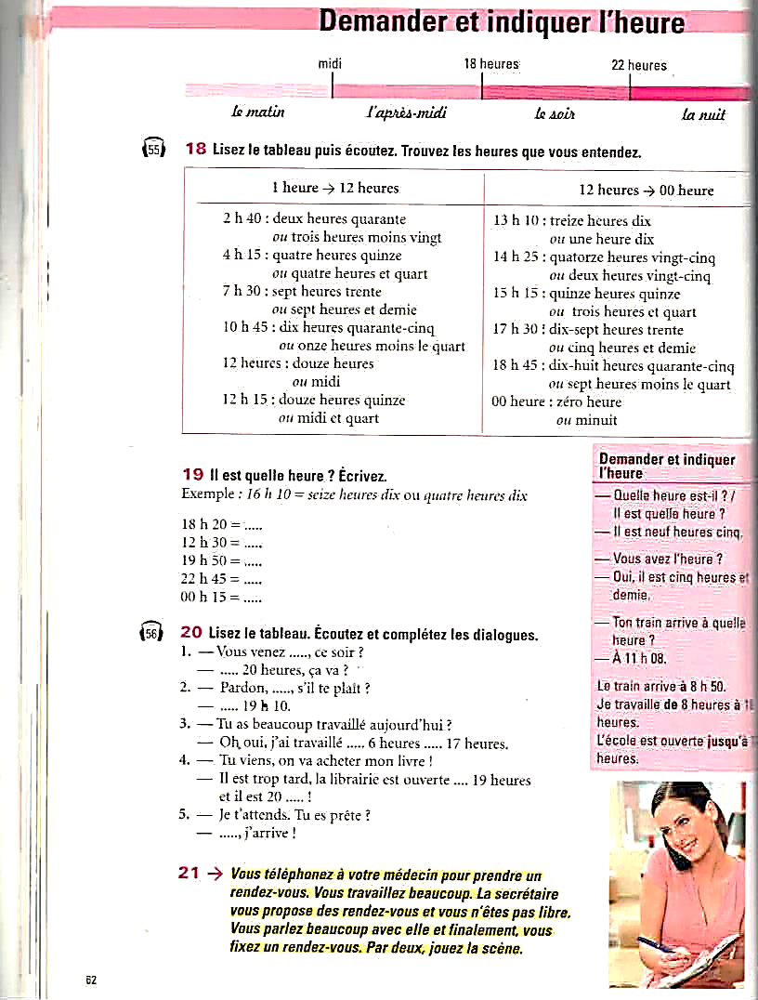 Demander et indiquer l'heure
midi 18 heures 22 heures
le matin l'après-midi le soir la nuit
55 18 Lisez le tableau puis écoutez. Trouvez les heures que vous entendez.
1 heure → 12 heures
2 h 40 : deux heures quarante
ou trois heures moins vingt
4 h 15 : quatre heures quinze
ou quatre heures et quart
7 h 30 : sept heures trente
ou sept heures et demie
10 h 45 : dix heures quarante-cinq
ou onze heures moins le quart
12 heures : douze heures
ou midi
12 h 15 : douze heures quinze
ou midi et quart
12 heures → 00 heure
13 h 10 : treize heures dix
ou une heure dix
14 h 25 : quatorze heures vingt-cinq
ou deux heures vingt-cinq
15 h 15 : quinze heures quinze
ou trois heures et quart
17 h 30 : dix-sept heures trente
ou cinq heures et demie
18 h 45 : dix-huit heures quarante-cinq
ou sept heures moins le quart
00 heure : zéro heure
ou minuit
19 Il est quelle heure ? Écrivez.
Exemple : 16 h 10 = seize heures dix ou quatre heures dix
18 h 20 = .....
12 h 30 = .....
19 h 50 = .....
22 h 45 = .....
00 h 15 = .....
56 20 Lisez le tableau. Écoutez et complétez les dialogues.
1. — Vous venez ....., ce soir ?
— ..... 20 heures, ça va ?
2. — Pardon, ....., s'il te plaît ?
— ..... 19 h 10.
3. — Tu as beaucoup travaillé aujourd'hui ?
— Oh, oui, j'ai travaillé ..... 6 heures ..... 17 heures.
4. — Tu viens, on va acheter mon livre !
— Il est trop tard, la librairie est ouverte .... 19 heures
et il est 20 ..... !
5. — Je t'attends. Tu es prête ?
— ....., j'arrive !
21 → Vous téléphonez à votre médecin pour prendre un
rendez-vous. Vous travaillez beaucoup. La secrétaire
vous propose des rendez-vous et vous n'êtes pas libre.
Vous parlez beaucoup avec elle et finalement, vous
fixez un rendez-vous. Par deux, jouez la scène.
Demander et indiquer
l'heure
— Quelle heure est-il ? /
Il est quelle heure ?
— Il est neuf heures cinq.
— Vous avez l'heure ?
— Oui, il est cinq heures et
demie.
— Ton train arrive à quelle
heure ?
— À 11 h 08.
Le train arrive à 8 h 50.
Je travaille de 8 heures à
heures.
L'école est ouverte jusqu'à
heures.
62